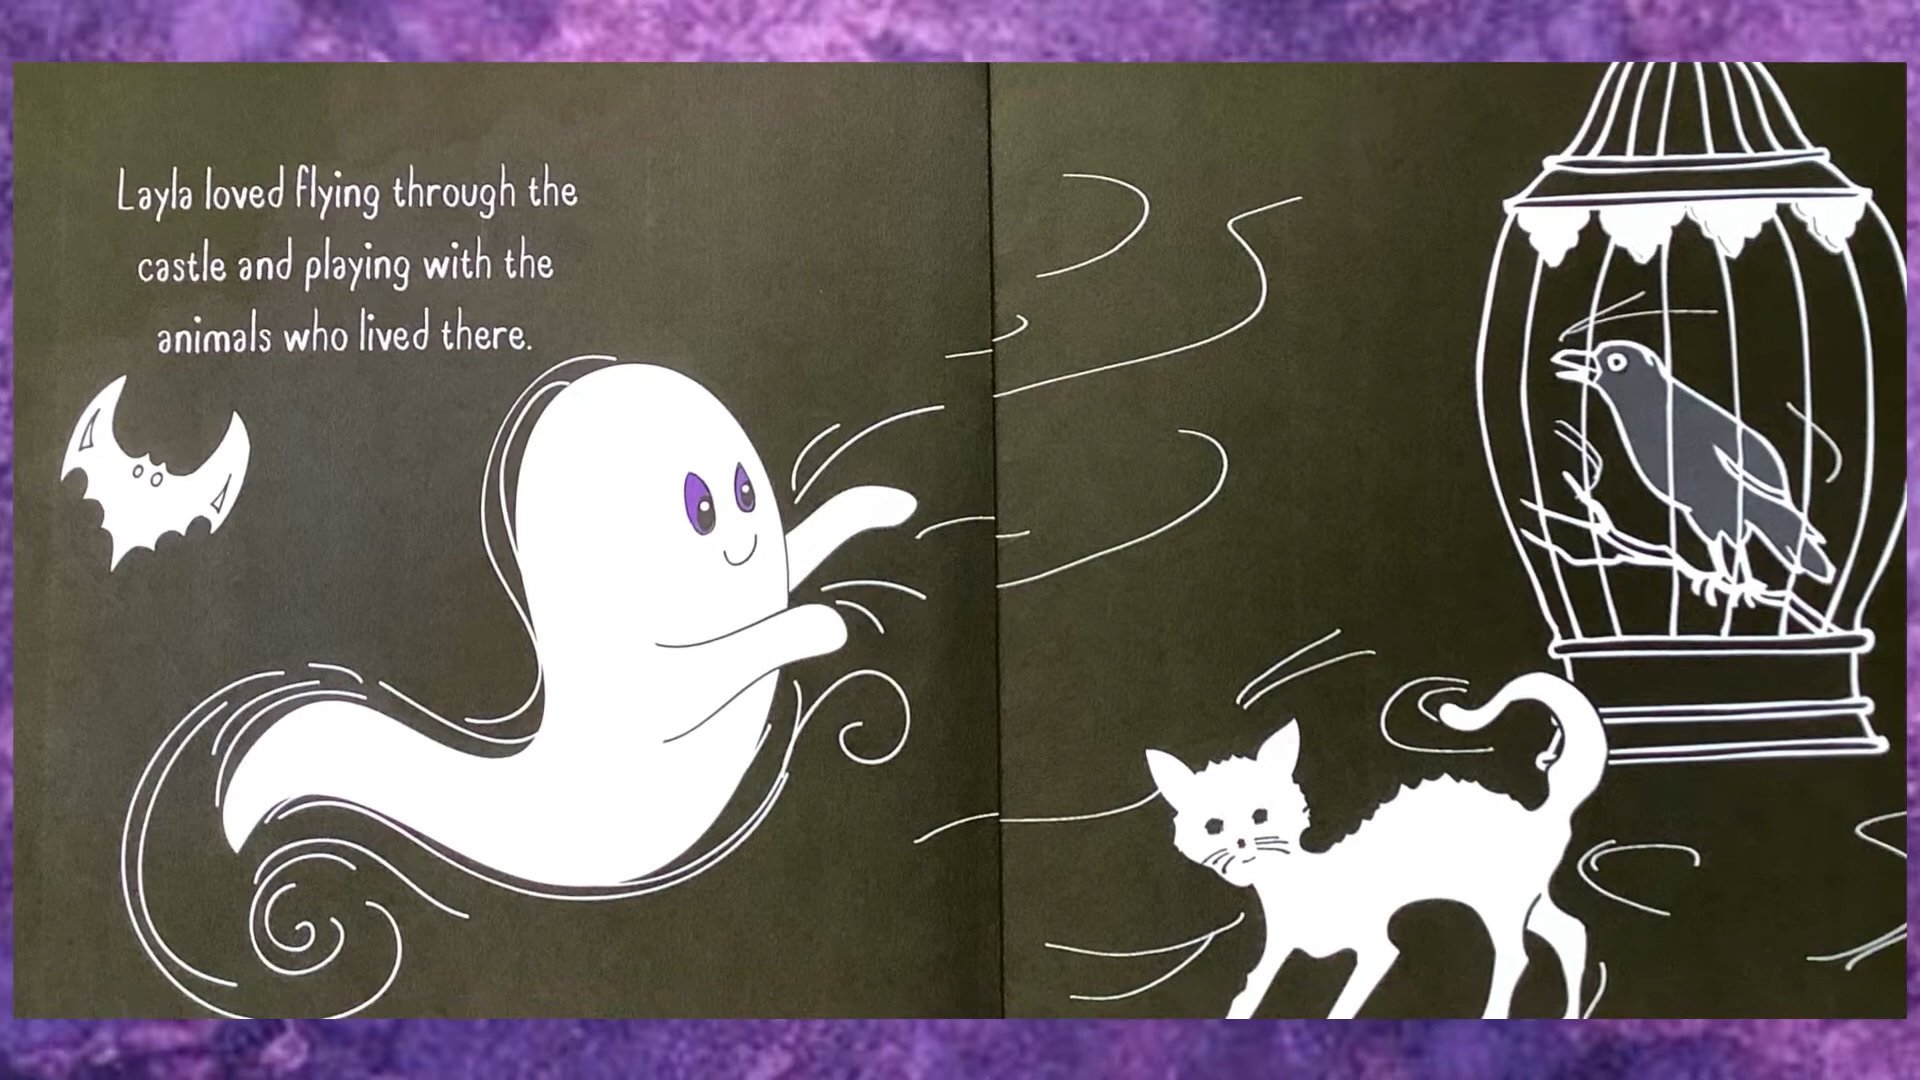 Layla loved flying through the
castle and playing with the
animals who lived there.